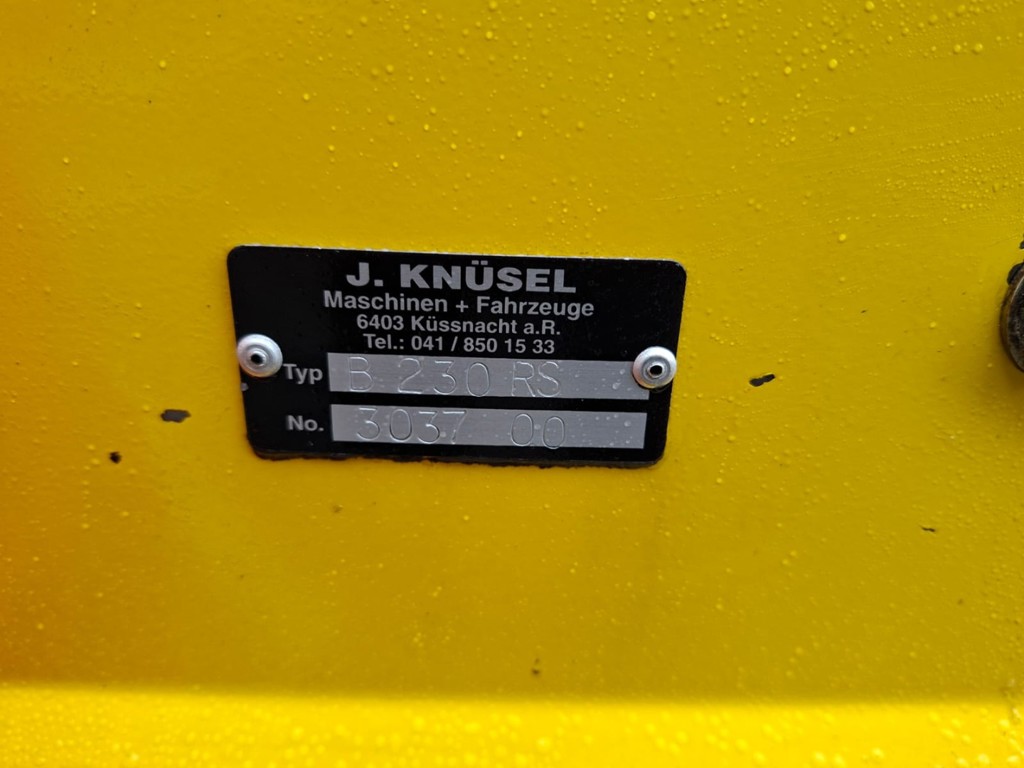 J. KNÜSEL
Maschinen + Fahrzeuge
6403 Küssnacht a.R.
Tel.: 041 / 850 15 33
Typ B 230 RS
No. 3037 00